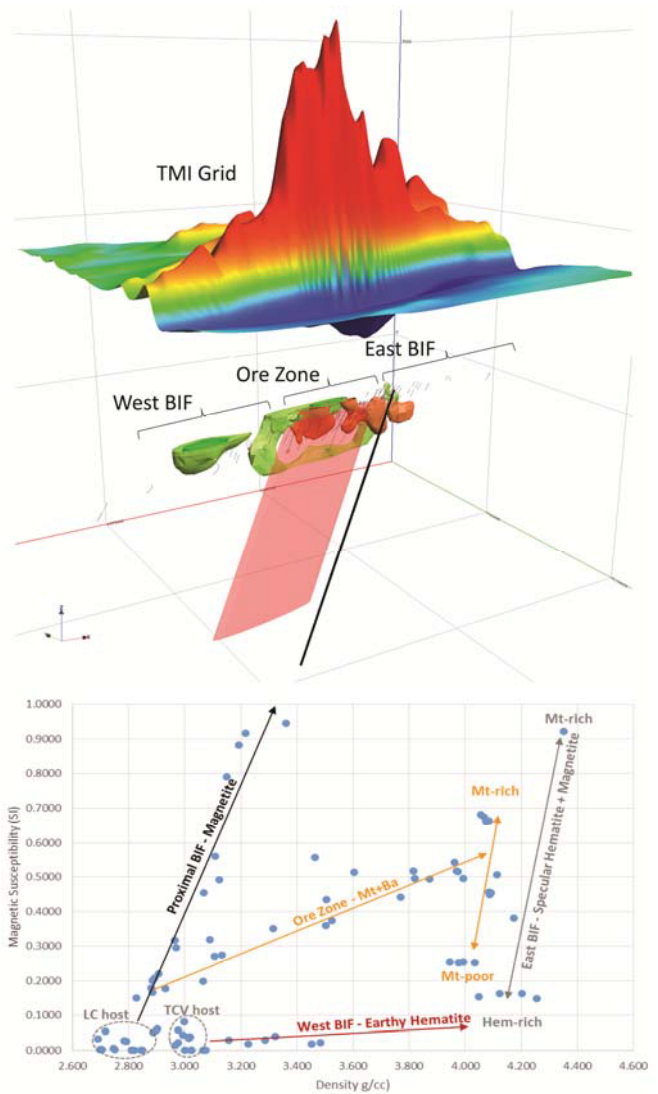 TMI Grid
East BIF
Ore Zone
West BIF
1.0000
0.9000
0.8000
0.7000
0.6000
0.5000
0.4000
0.3000
0.2000
0.1000
0.0000
Magnetic Susceptibility (SI)
Mt-rich
Proximal BIF - Magnetite
Mt-rich
Ore Zone - Mt+Ba
East BIF - Specular Hematite + Magnetite
Mt-poor
LC host
TCV host
West BIF - Earthy Hematite
Hem-rich
2.600
2.800
3.000
3.200
3.400
3.600
3.800
4.000
4.200
4.400
4.600
Density g/cc